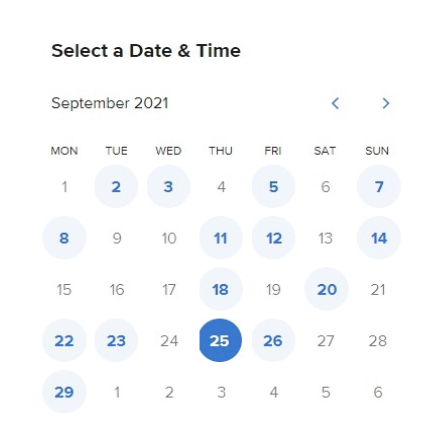 Select a Date & Time
September 2021
MON TUE WED THU FRI SAT SUN
1 2 3 4 5 6 7
8 9 10 11 12 13 14
15 16 17 18 19 20 21
22 23 24 25 26 27 28
29 1 2 3 4 5 6